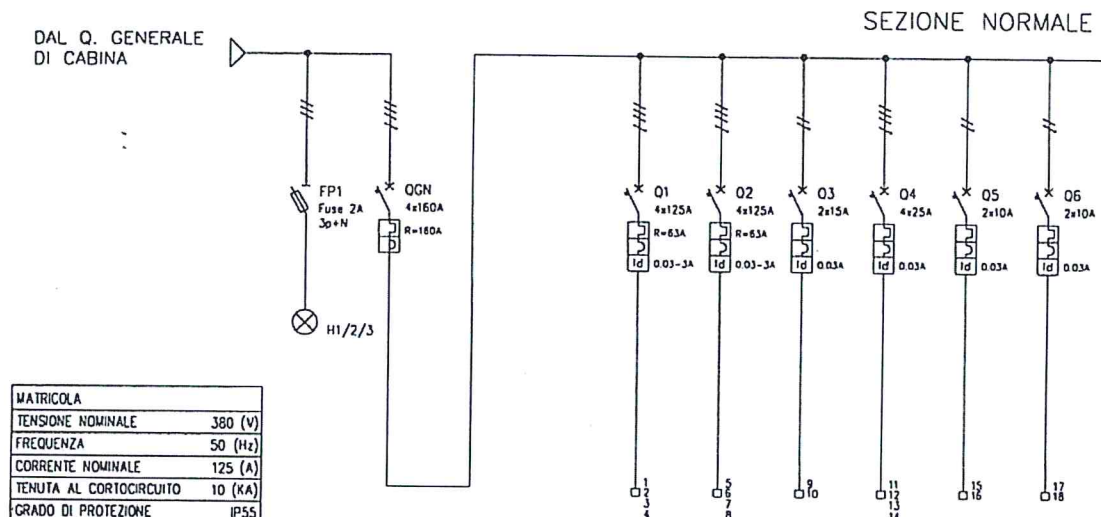 SEZIONE NORMALE
DAL Q. GENERALE
DI CABINA
FP1
Fuse 2A
3p+N
QGN
4x160A
R=160A
Q1
4x125A
R=63A
Id 0.03-3A
Q2
4x125A
R=63A
Id 0.03-3A
Q3
2x15A
Id 0.03A
Q4
4x25A
Id 0.03A
Q5
2x10A
Id 0.03A
Q6
2x10A
Id 0.03A
H1/2/3
MATRICOLA
TENSIONE NOMINALE 380 (V)
FREQUENZA 50 (Hz)
CORRENTE NOMINALE 125 (A)
TENUTA AL CORTOCIRCUITO 10 (KA)
GRADO DI PROTEZIONE IP55
1
2
3
4
5
6
7
8
9
10
11
12
13
14
15
16
17
18